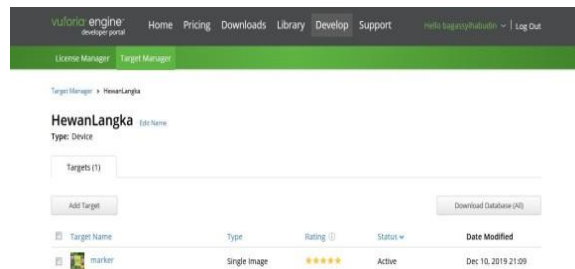 vuforia engine Home Pricing Downloads Library Develop Support Hello bagassyihabudin Log Out
developer portal
License Manager Target Manager
Target Manager > HewanLangka
HewanLangka Edit Name
Type: Device
Targets (1)
Add Target Download Database (All)
Target Name Type Rating Status Date Modified
marker Single Image Active Dec 10, 2019 21:09